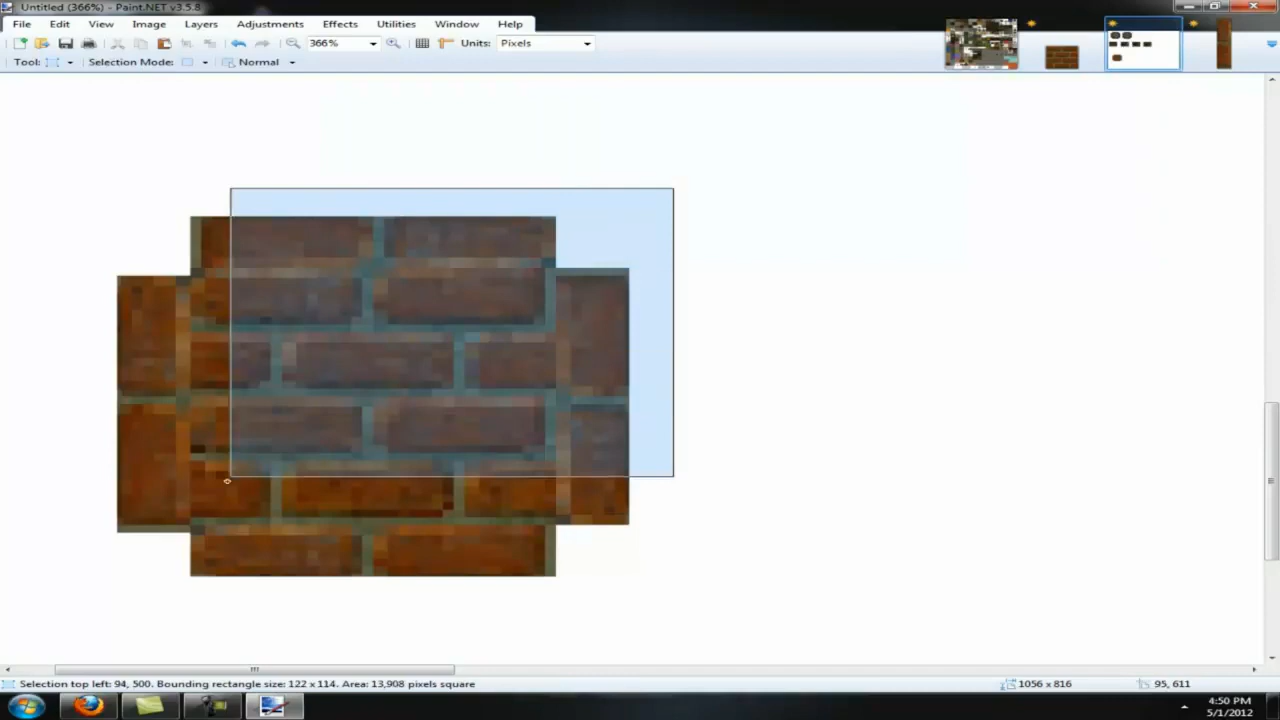 Untitled (366%) - Paint.NET v3.5.8
File Edit View Image Layers Adjustments Effects Utilities Window Help
366% Units: Pixels
Tool: Selection Mode: Normal
Selection top left: 94, 500. Bounding rectangle size: 122 x 114. Area: 13,908 pixels square 1056 x 816 95, 611
4:50 PM
5/1/2012